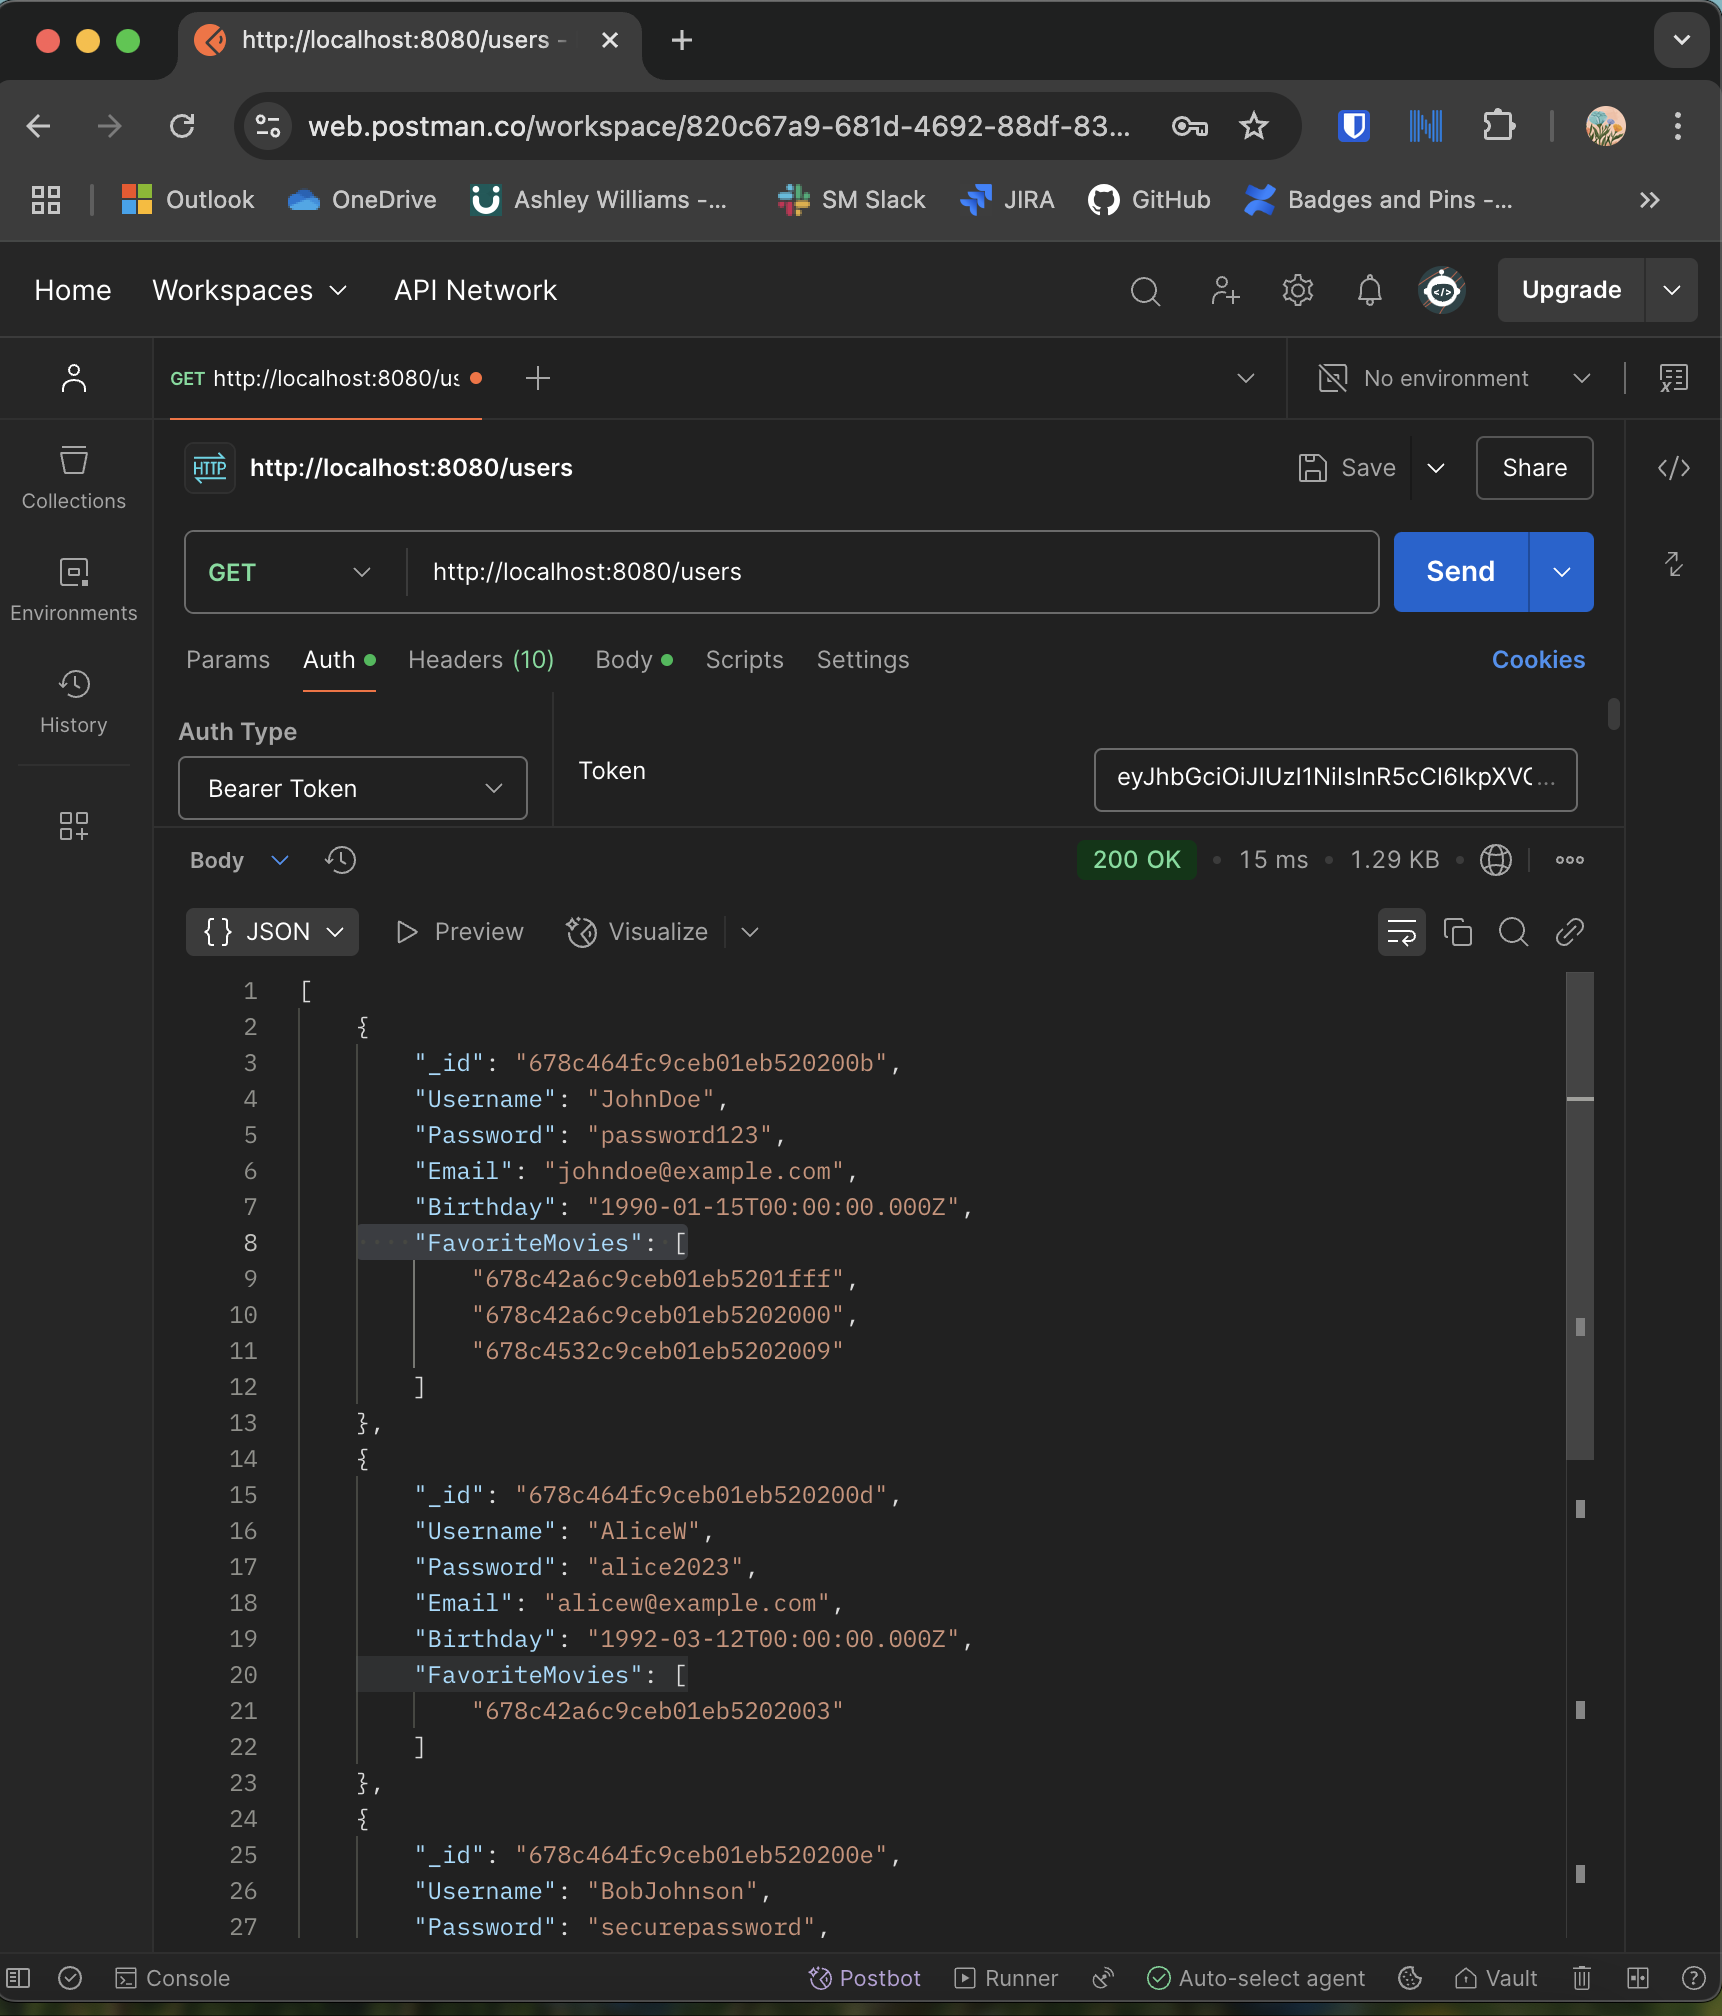 http://localhost:8080/users -
web.postman.co/workspace/820c67a9-681d-4692-88df-83...
Outlook OneDrive Ashley Williams -... SM Slack JIRA GitHub Badges and Pins -...
Home Workspaces API Network Upgrade
GET http://localhost:8080/us No environment
HTTP http://localhost:8080/users Save Share
Collections
Environments
History
GET http://localhost:8080/users Send
Params Auth Headers (10) Body Scripts Settings Cookies
Auth Type
Bearer Token
Token eyJhbGciOiJIUzI1NiIsInR5cCI6IkpXVC...
Body 200 OK 15 ms 1.29 KB
{} JSON Preview Visualize
1 [
2 {
3 "_id": "678c464fc9ceb01eb520200b",
4 "Username": "JohnDoe",
5 "Password": "password123",
6 "Email": "johndoe@example.com",
7 "Birthday": "1990-01-15T00:00:00.000Z",
8 "FavoriteMovies": [
9 "678c42a6c9ceb01eb5201fff",
10 "678c42a6c9ceb01eb5202000",
11 "678c4532c9ceb01eb5202009"
12 ]
13 },
14 {
15 "_id": "678c464fc9ceb01eb520200d",
16 "Username": "AliceW",
17 "Password": "alice2023",
18 "Email": "alicew@example.com",
19 "Birthday": "1992-03-12T00:00:00.000Z",
20 "FavoriteMovies": [
21 "678c42a6c9ceb01eb5202003"
22 ]
23 },
24 {
25 "_id": "678c464fc9ceb01eb520200e",
26 "Username": "BobJohnson",
27 "Password": "securepassword",
Console Postbot Runner Auto-select agent Vault